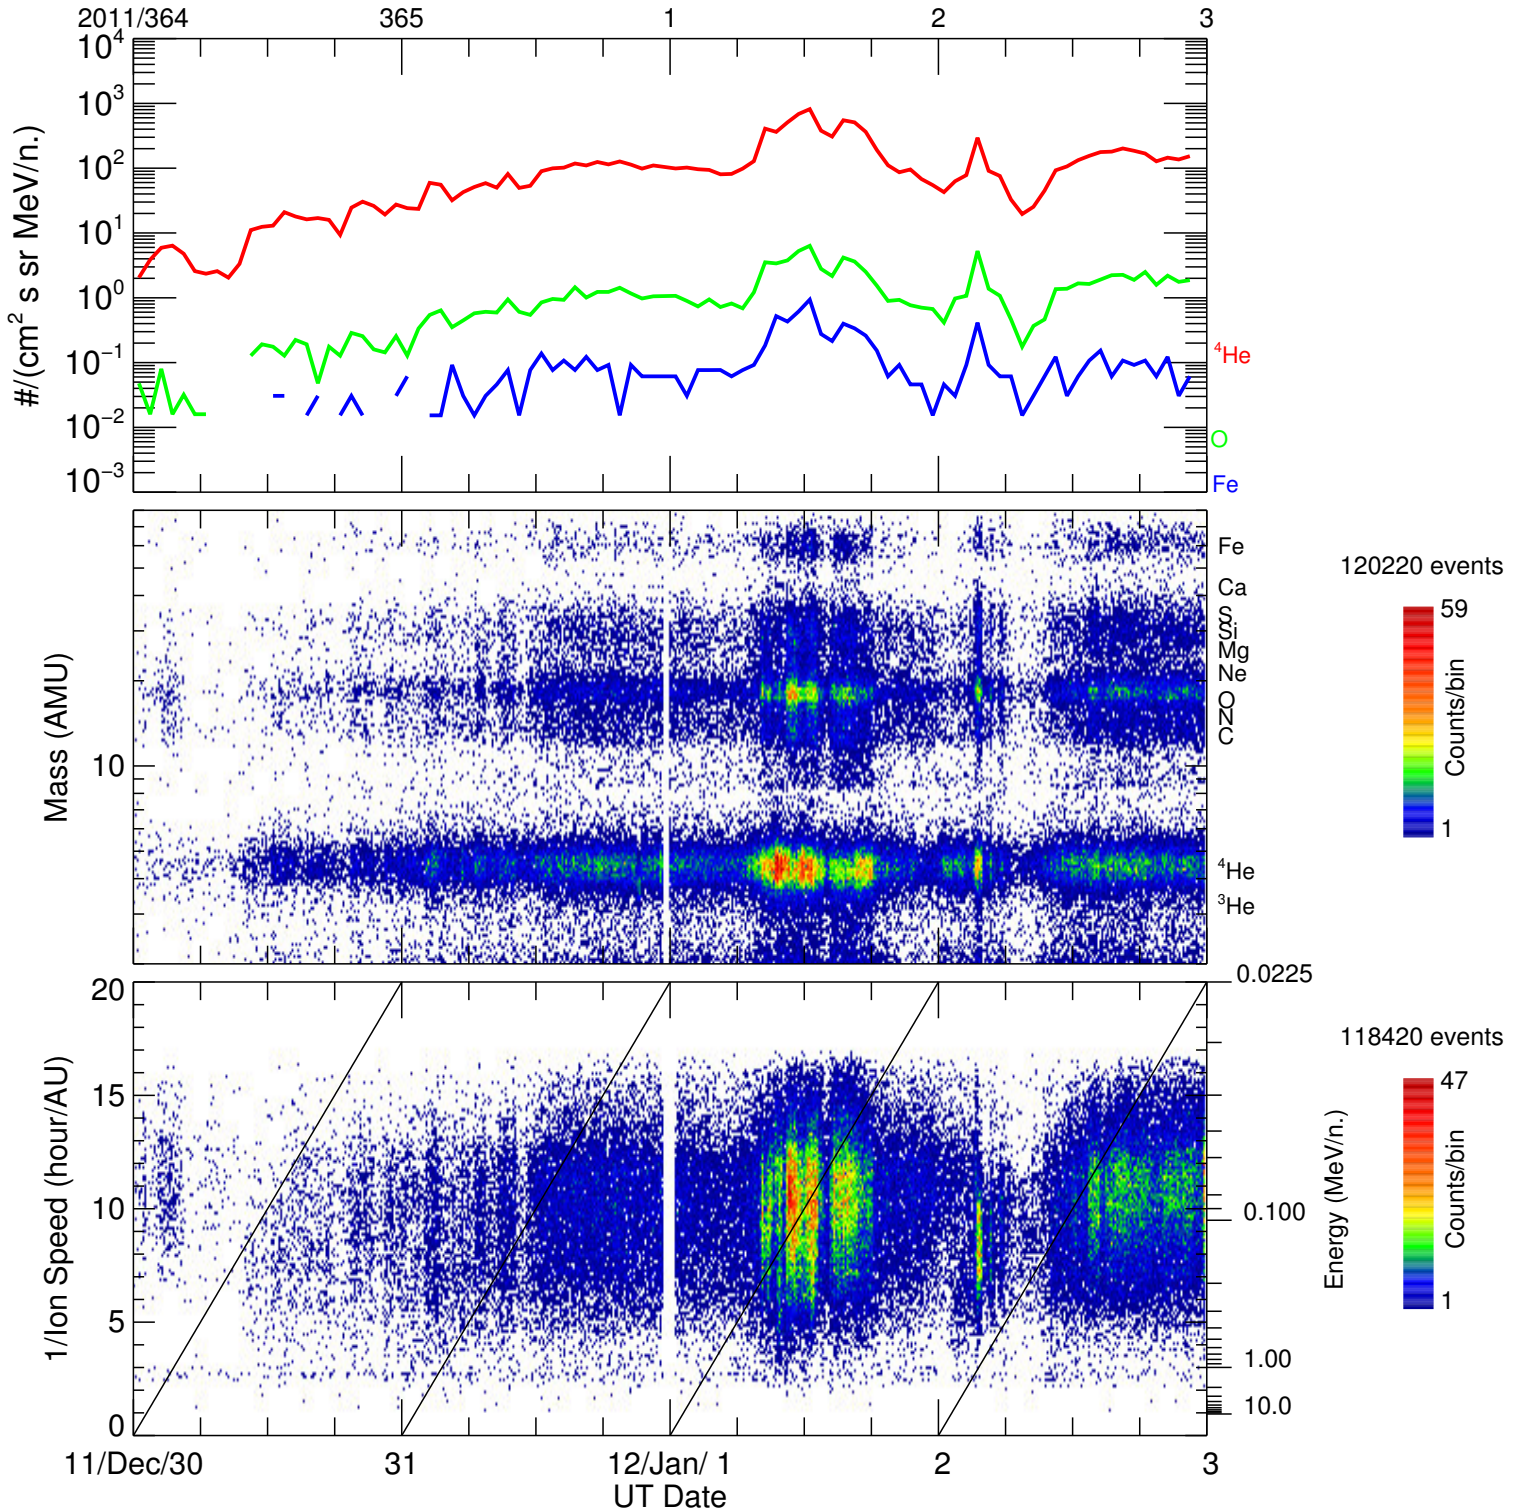 2011/364 365 1 2 3
10^4
10^3
10^2
10^1
10^0
10^−1
10^−2
10^−3
#/(cm^2 s sr MeV/n.)
^4He
O
Fe
Mass (AMU)
10
Fe
Ca
S
Si
Mg
Ne
O
N
C
^4He
^3He
120220 events
59
Counts/bin
1
20
15
10
5
0
1/Ion Speed (hour/AU)
0.0225
0.100
1.00
10.0
Energy (MeV/n.)
118420 events
47
Counts/bin
1
11/Dec/30 31 12/Jan/ 1 2 3
UT Date